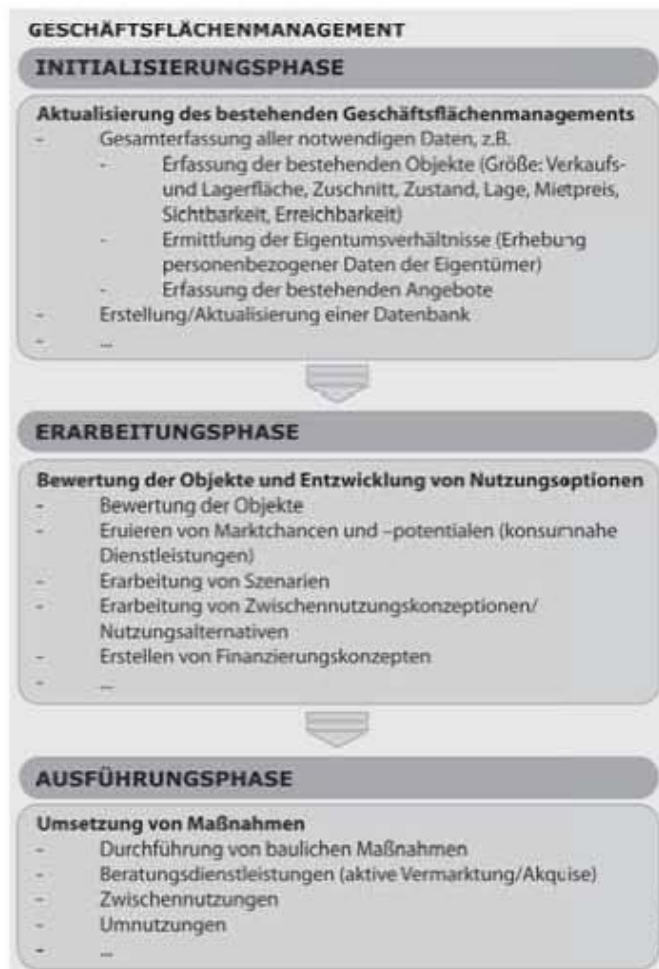 GESCHÄFTSFLÄCHENMANAGEMENT
INITIALISIERUNGSPHASE
Aktualisierung des bestehenden Geschäftsflächenmanagements
- Gesamterfassung aller notwendigen Daten, z.B.
- Erfassung der bestehenden Objekte (Größe: Verkaufs-
und Lagerfläche, Zuschnitt, Zustand, Lage, Mietpreis,
Sichtbarkeit, Erreichbarkeit)
- Ermittlung der Eigentumsverhältnisse (Erhebung
personenbezogener Daten der Eigentümer)
- Erfassung der bestehenden Angebote
- Erstellung/Aktualisierung einer Datenbank
- ...
ERARBEITUNGSPHASE
Bewertung der Objekte und Entzwicklung von Nutzungsoptionen
- Bewertung der Objekte
- Eruieren von Marktchancen und –potentialen (konsumnahe
Dienstleistungen)
- Erarbeitung von Szenarien
- Erarbeitung von Zwischennutzungskonzeptionen/
Nutzungsalternativen
- Erstellen von Finanzierungskonzepten
- ...
AUSFÜHRUNGSPHASE
Umsetzung von Maßnahmen
- Durchführung von baulichen Maßnahmen
- Beratungsdienstleistungen (aktive Vermarktung/Akquise)
- Zwischennutzungen
- Umnutzungen
- ...